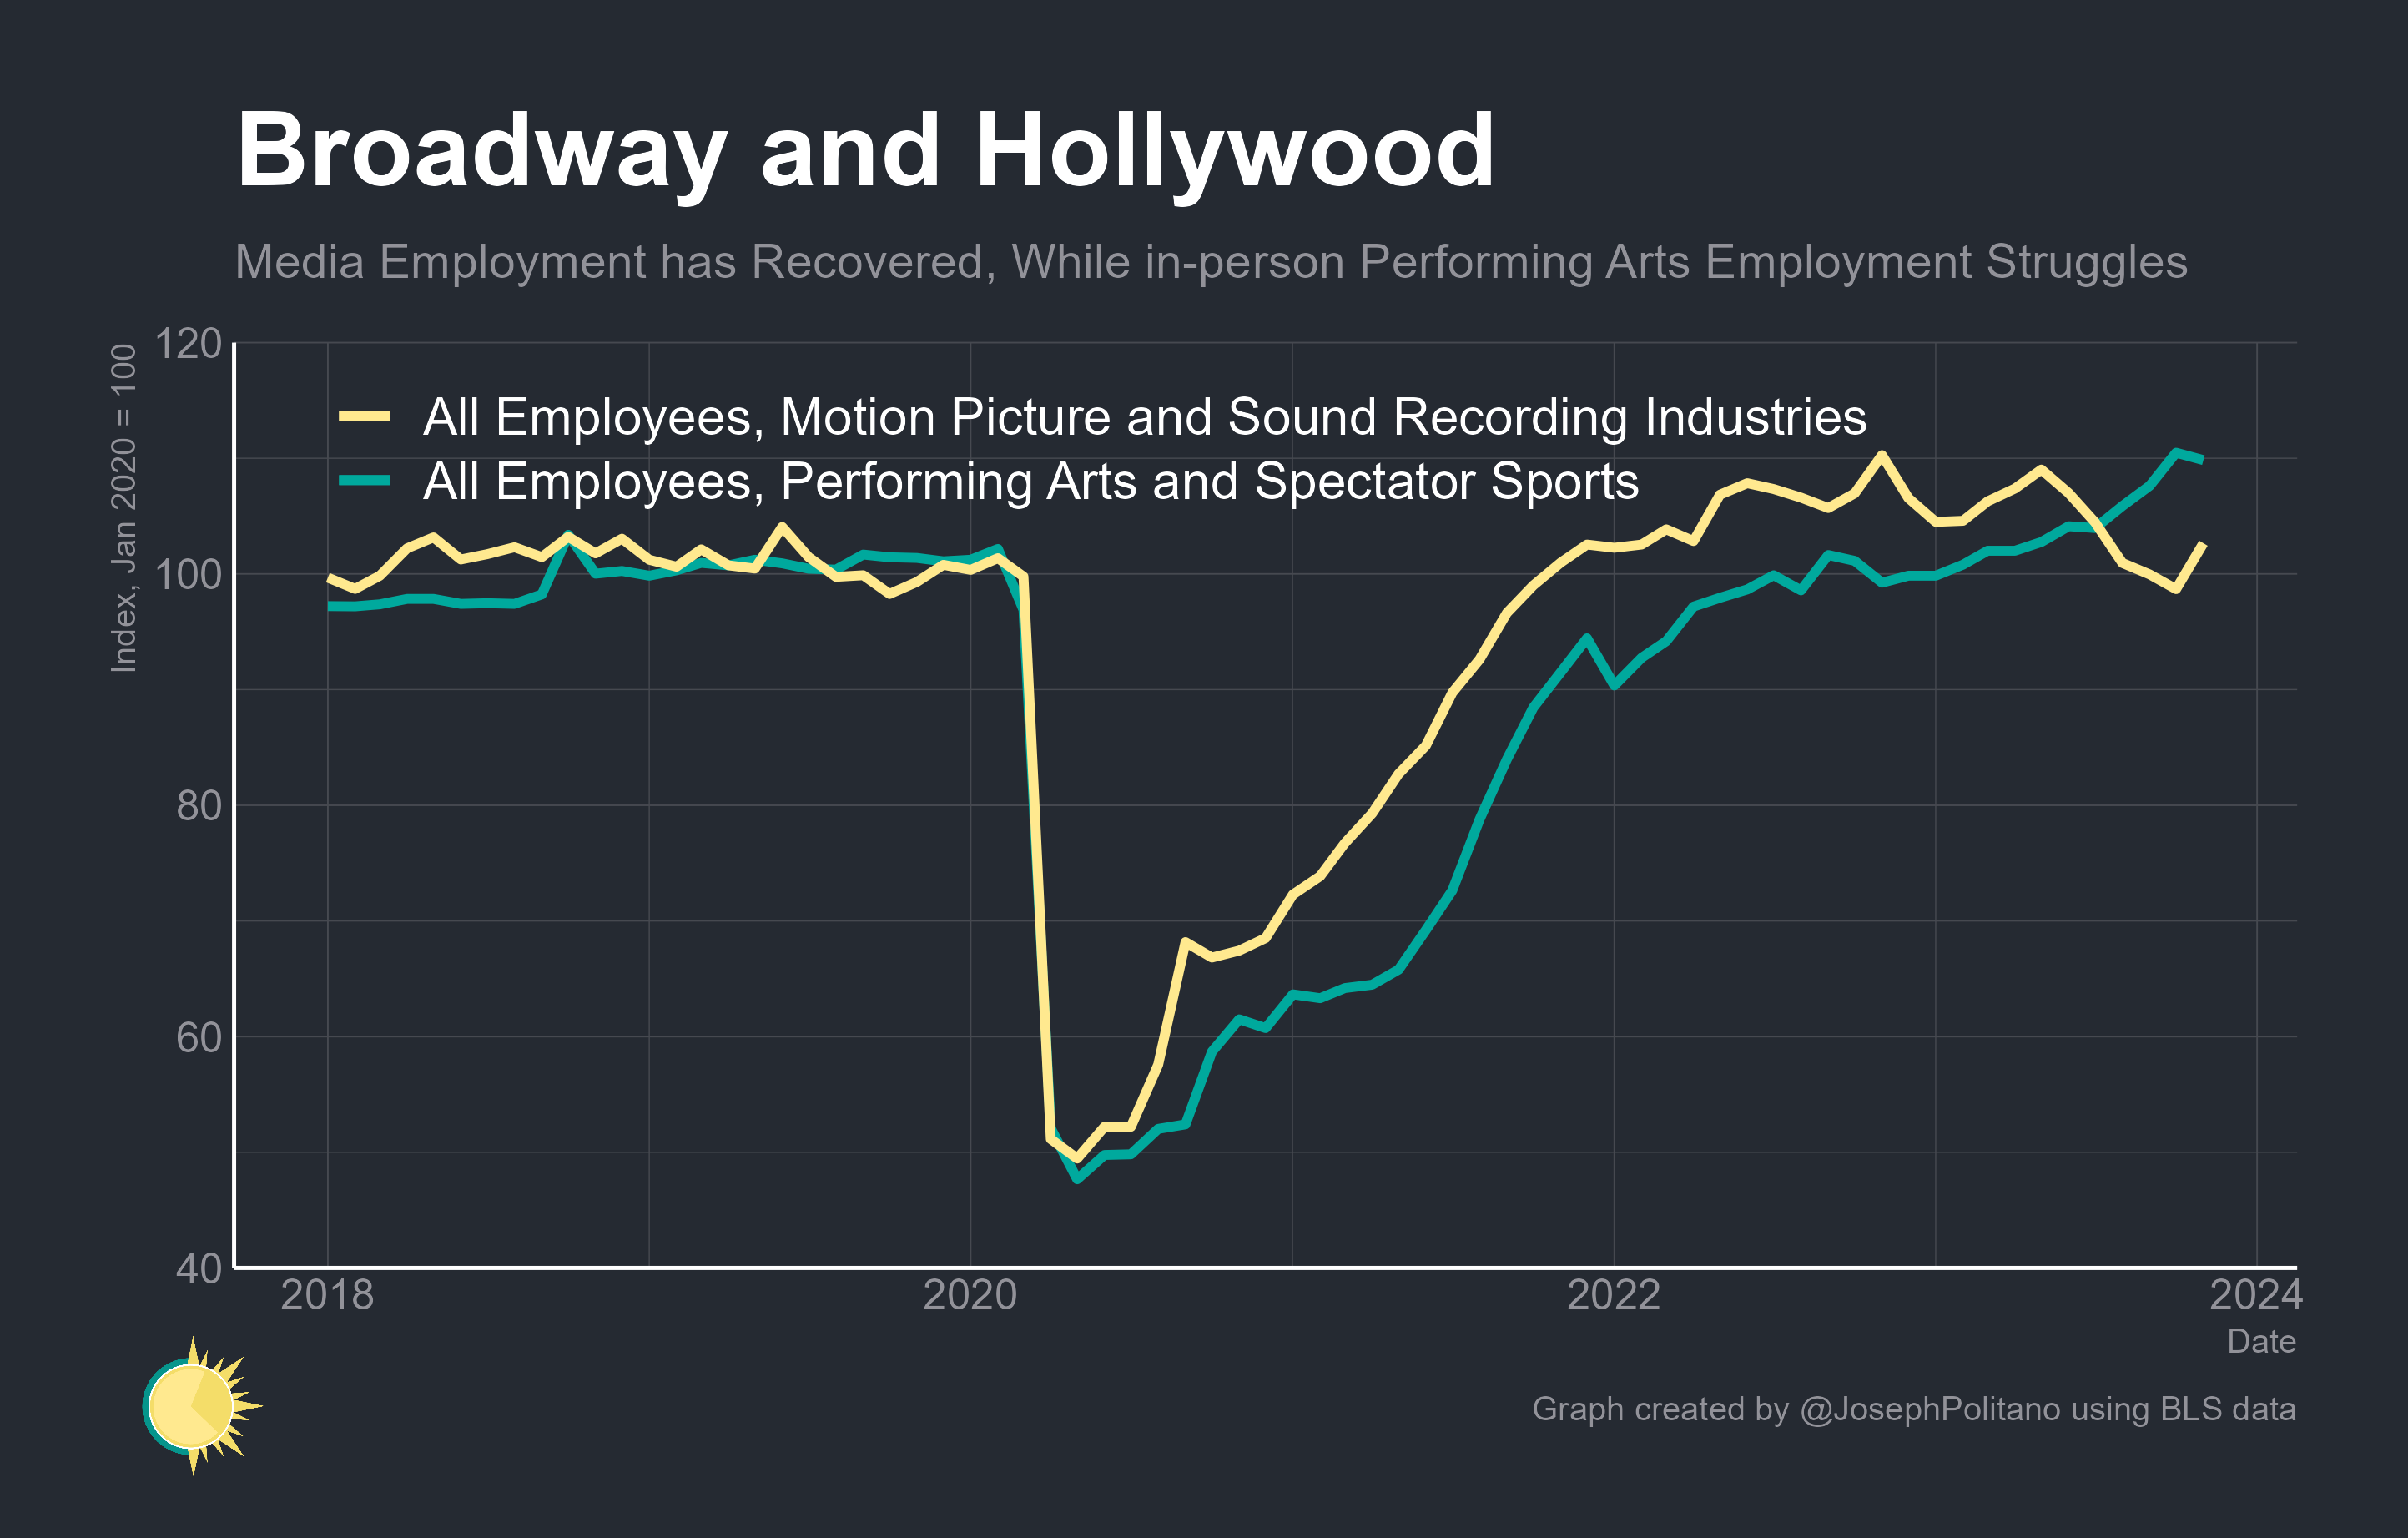 Broadway and Hollywood
Media Employment has Recovered, While in-person Performing Arts Employment Struggles
Index, Jan 2020 = 100
120
100
80
60
40
All Employees, Motion Picture and Sound Recording Industries
All Employees, Performing Arts and Spectator Sports
2018
2020
2022
2024
Date
Graph created by @JosephPolitano using BLS data